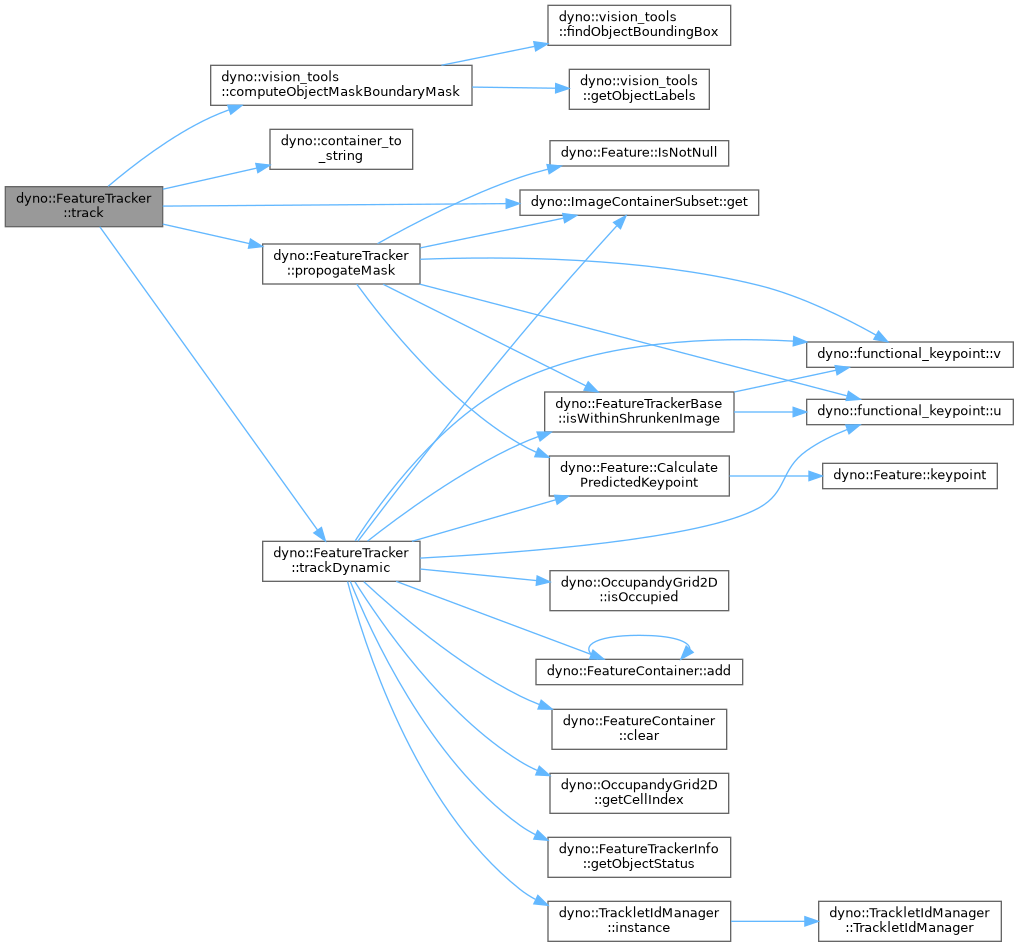 dyno::vision_tools
::findObjectBoundingBox
dyno::vision_tools
::computeObjectMaskBoundaryMask
dyno::vision_tools
::getObjectLabels
dyno::container_to
_string
dyno::Feature::IsNotNull
dyno::FeatureTracker
::track
dyno::ImageContainerSubset::get
dyno::FeatureTracker
::propogateMask
dyno::functional_keypoint::v
dyno::FeatureTrackerBase
::isWithinShrunkenImage
dyno::functional_keypoint::u
dyno::Feature::Calculate
PredictedKeypoint
dyno::Feature::keypoint
dyno::FeatureTracker
::trackDynamic
dyno::OccupandyGrid2D
::isOccupied
dyno::FeatureContainer::add
dyno::FeatureContainer
::clear
dyno::OccupandyGrid2D
::getCellIndex
dyno::FeatureTrackerInfo
::getObjectStatus
dyno::TrackletIdManager
::instance
dyno::TrackletIdManager
::TrackletIdManager